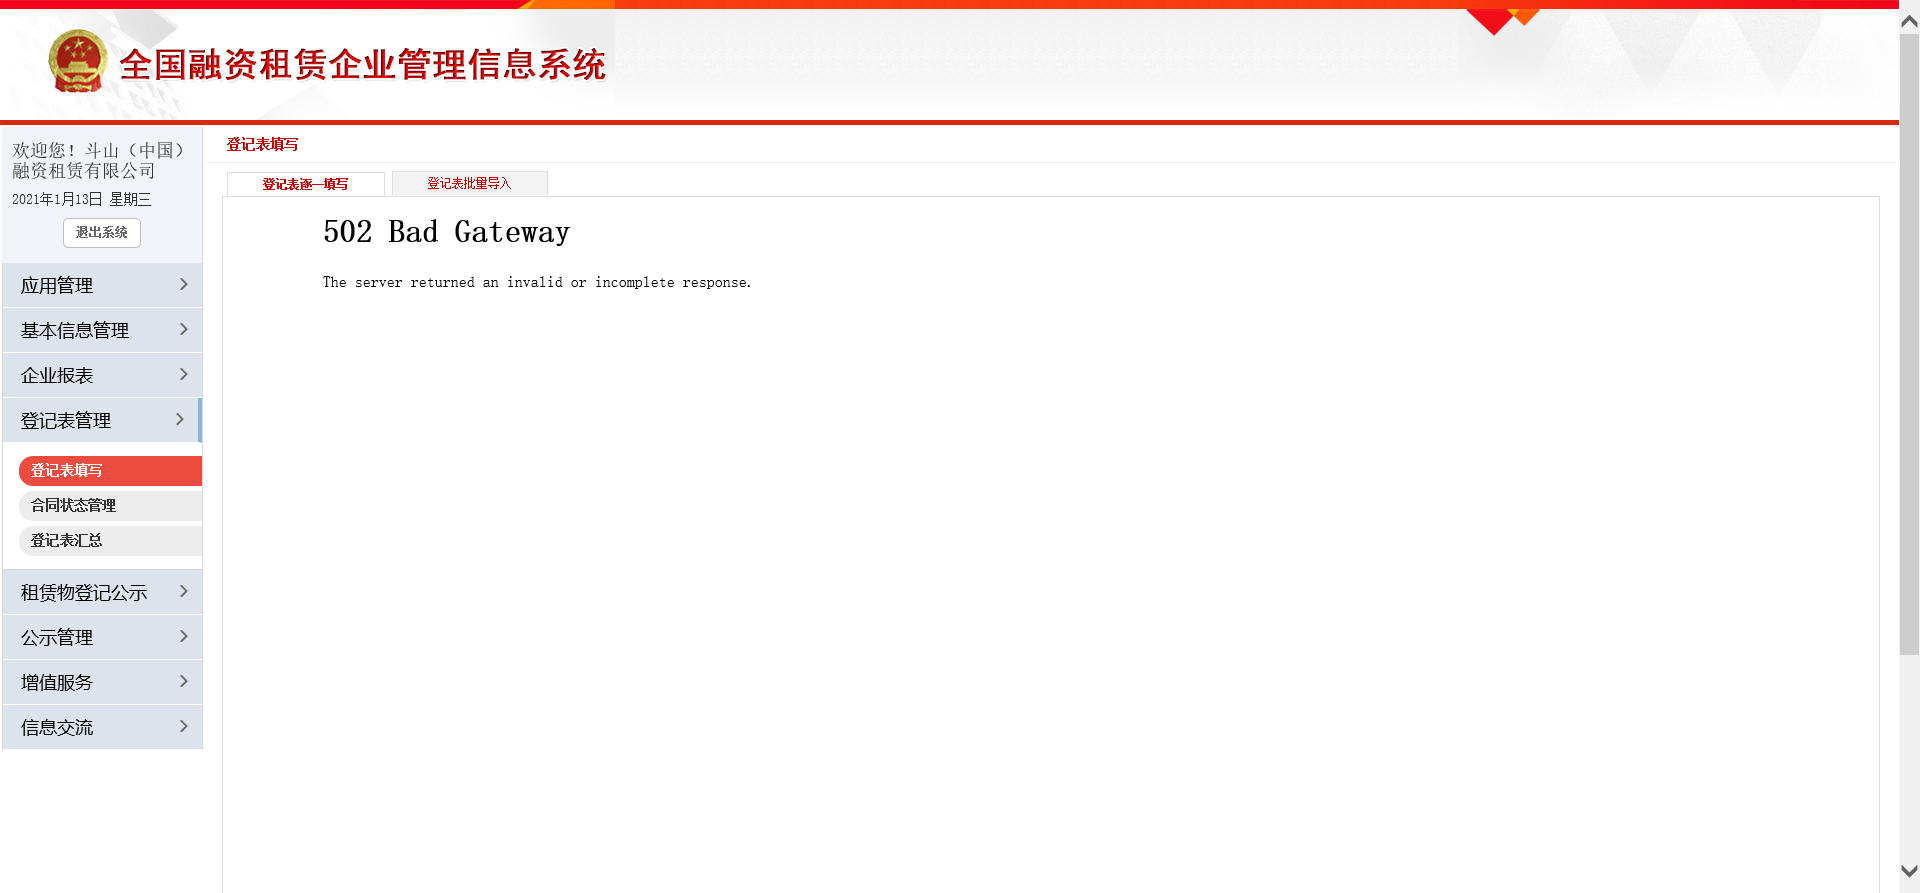 全国融资租赁企业管理信息系统
欢迎您！斗山（中国）
融资租赁有限公司
2021年1月13日 星期三
退出系统
应用管理
基本信息管理
企业报表
登记表管理
登记表填写
合同状态管理
登记表汇总
租赁物登记公示
公示管理
增值服务
信息交流
登记表填写
登记表逐一填写
登记表批量导入
502 Bad Gateway
The server returned an invalid or incomplete response.